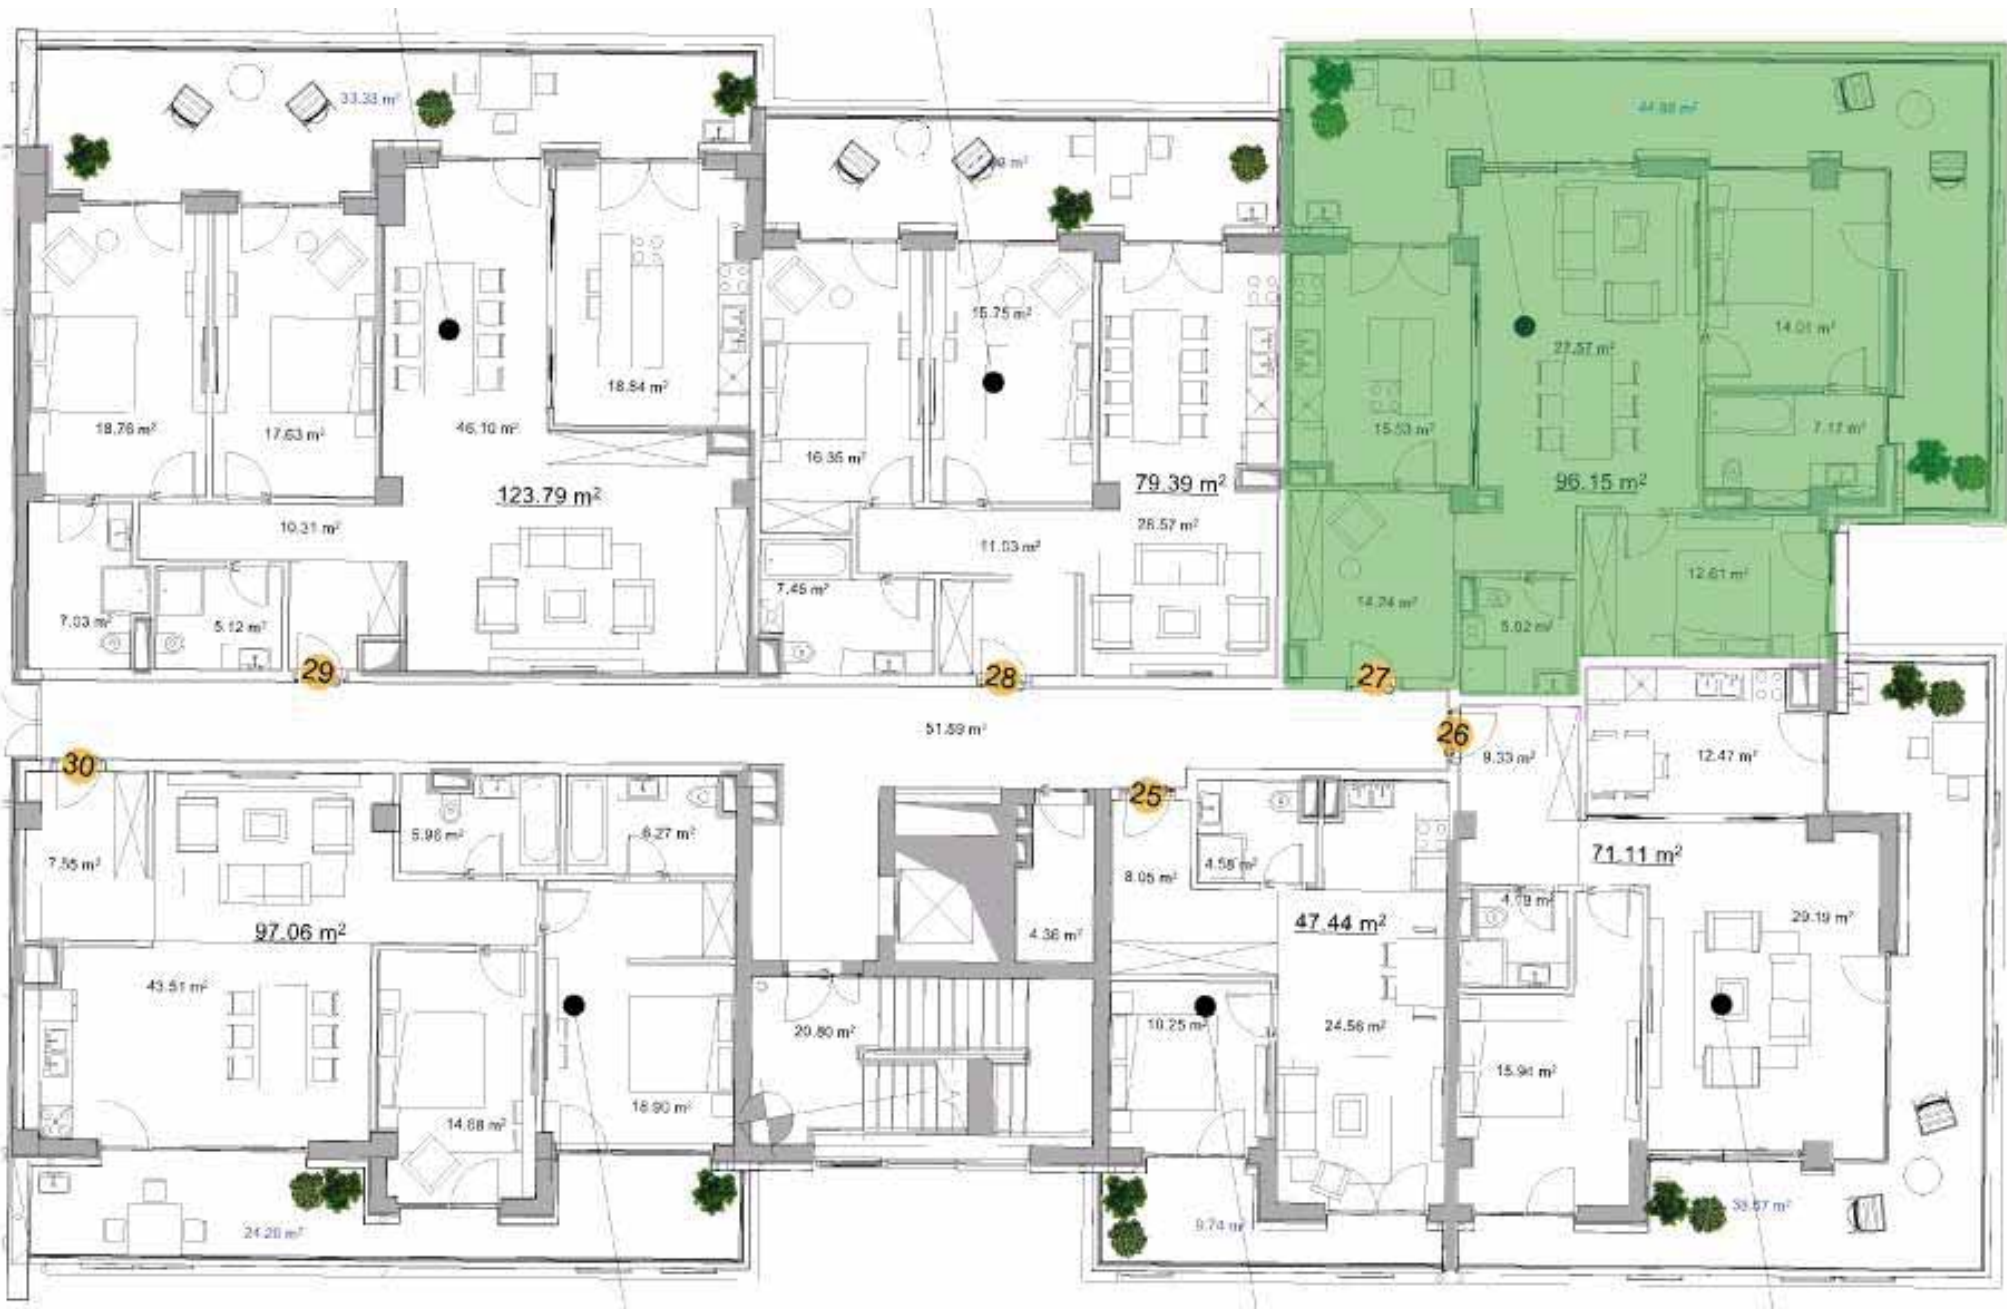 33.33 m²
18.76 m²
17.63 m²
46.10 m²
18.84 m²
123.79 m²
10.31 m²
7.03 m²
5.12 m²
29
15.75 m²
16.35 m²
79.39 m²
28.57 m²
11.03 m²
7.45 m²
28
27.57 m²
14.01 m²
15.53 m²
7.17 m²
96.15 m²
12.61 m²
14.24 m²
5.02 m²
27
51.59 m²
26
9.33 m²
12.47 m²
30
25
7.55 m²
5.96 m²
6.27 m²
97.06 m²
43.51 m²
14.68 m²
18.90 m²
24.20 m²
20.80 m²
4.36 m²
8.05 m²
4.58 m²
47.44 m²
10.25 m²
24.56 m²
9.74 m²
71.11 m²
4.19 m²
29.19 m²
15.91 m²